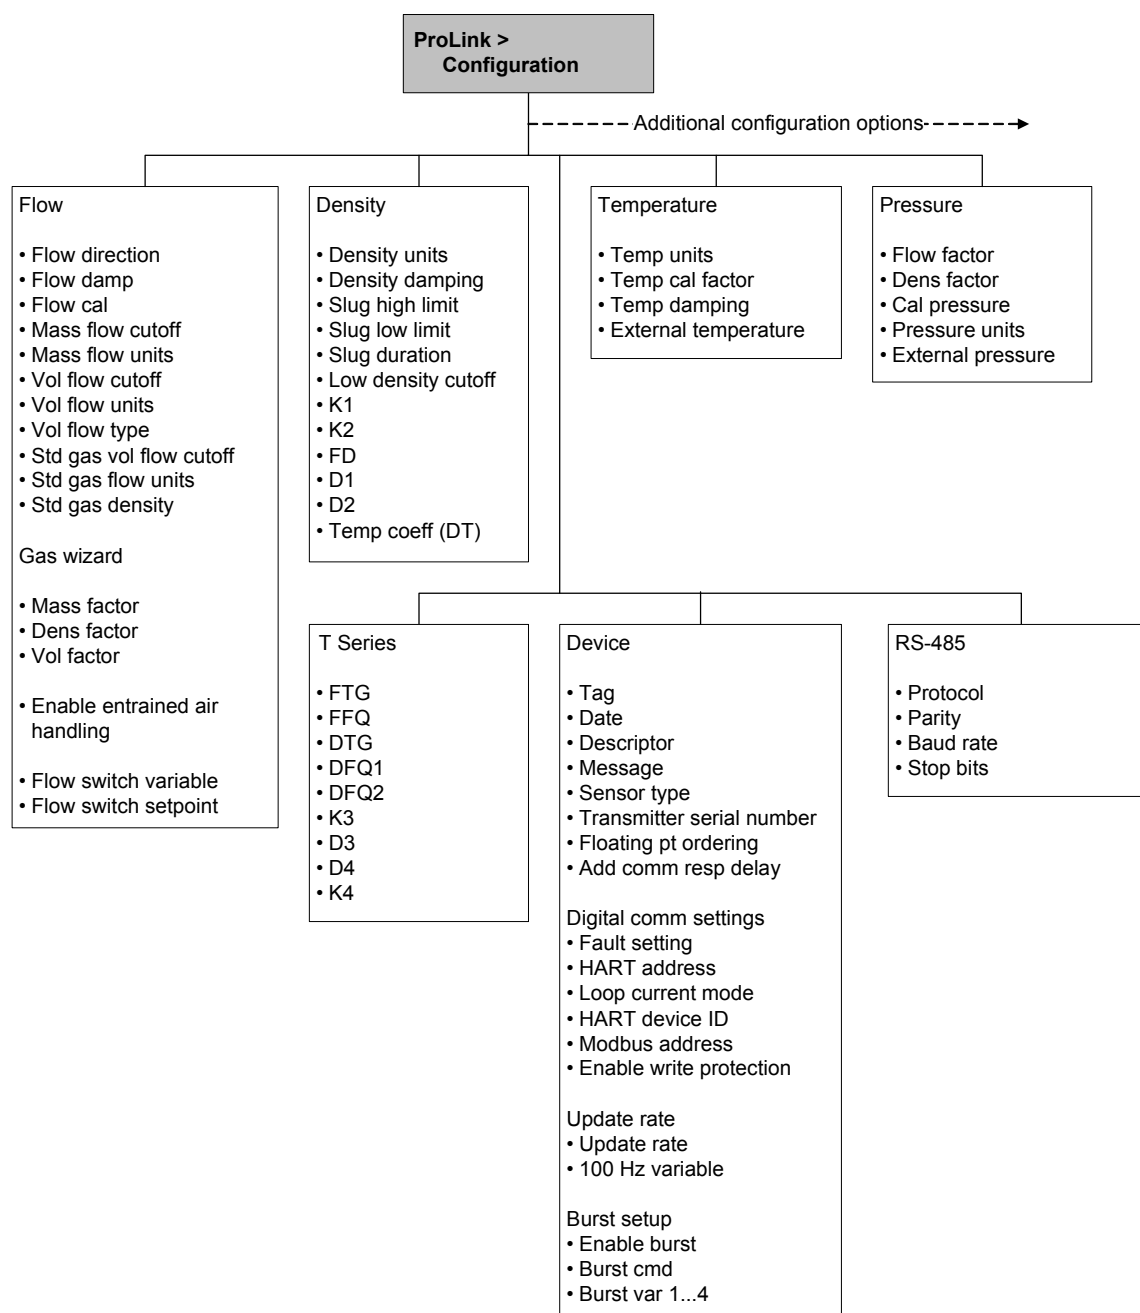 ProLink >
Configuration
Additional configuration options
Flow
• Flow direction
• Flow damp
• Flow cal
• Mass flow cutoff
• Mass flow units
• Vol flow cutoff
• Vol flow units
• Vol flow type
• Std gas vol flow cutoff
• Std gas flow units
• Std gas density
Gas wizard
• Mass factor
• Dens factor
• Vol factor
• Enable entrained air
handling
• Flow switch variable
• Flow switch setpoint
Density
• Density units
• Density damping
• Slug high limit
• Slug low limit
• Slug duration
• Low density cutoff
• K1
• K2
• FD
• D1
• D2
• Temp coeff (DT)
Temperature
• Temp units
• Temp cal factor
• Temp damping
• External temperature
Pressure
• Flow factor
• Dens factor
• Cal pressure
• Pressure units
• External pressure
T Series
• FTG
• FFQ
• DTG
• DFQ1
• DFQ2
• K3
• D3
• D4
• K4
Device
• Tag
• Date
• Descriptor
• Message
• Sensor type
• Transmitter serial number
• Floating pt ordering
• Add comm resp delay
Digital comm settings
• Fault setting
• HART address
• Loop current mode
• HART device ID
• Modbus address
• Enable write protection
Update rate
• Update rate
• 100 Hz variable
Burst setup
• Enable burst
• Burst cmd
• Burst var 1...4
RS-485
• Protocol
• Parity
• Baud rate
• Stop bits